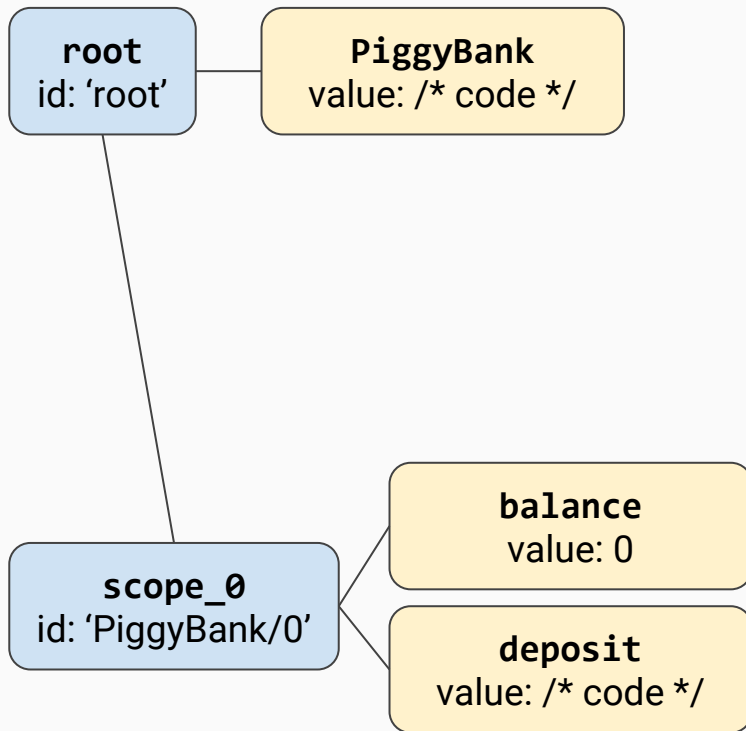 root
id: ‘root’
PiggyBank
value: /* code */
balance
value: 0
scope_0
id: ‘PiggyBank/0’
deposit
value: /* code */